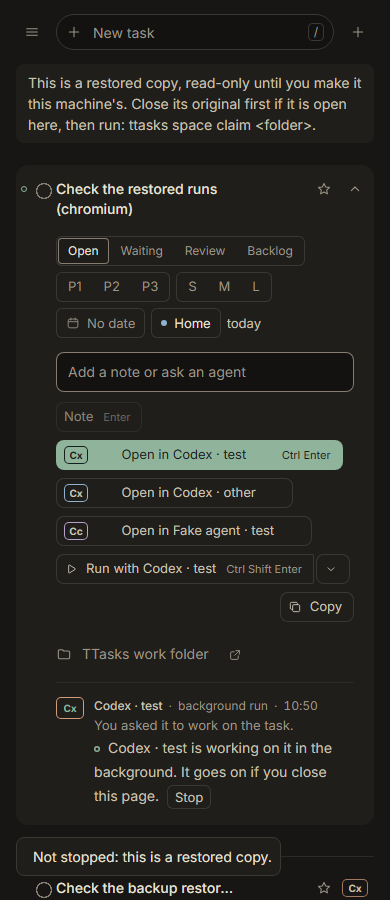 New task /
This is a restored copy, read-only until you make it
this machine's. Close its original first if it is open
here, then run: ttasks space claim <folder>.
Check the restored runs
(chromium)
Open Waiting Review Backlog
P1 P2 P3 S M L
No date Home today
Add a note or ask an agent
Note Enter
Cx Open in Codex · test Ctrl Enter
Cx Open in Codex · other
Cc Open in Fake agent · test
Run with Codex · test Ctrl Shift Enter
Copy
TTasks work folder
Cx Codex · test · background run · 10:50
You asked it to work on the task.
Codex · test is working on it in the
background. It goes on if you close
this page. Stop
Not stopped: this is a restored copy.
Check the backup restor... Cx